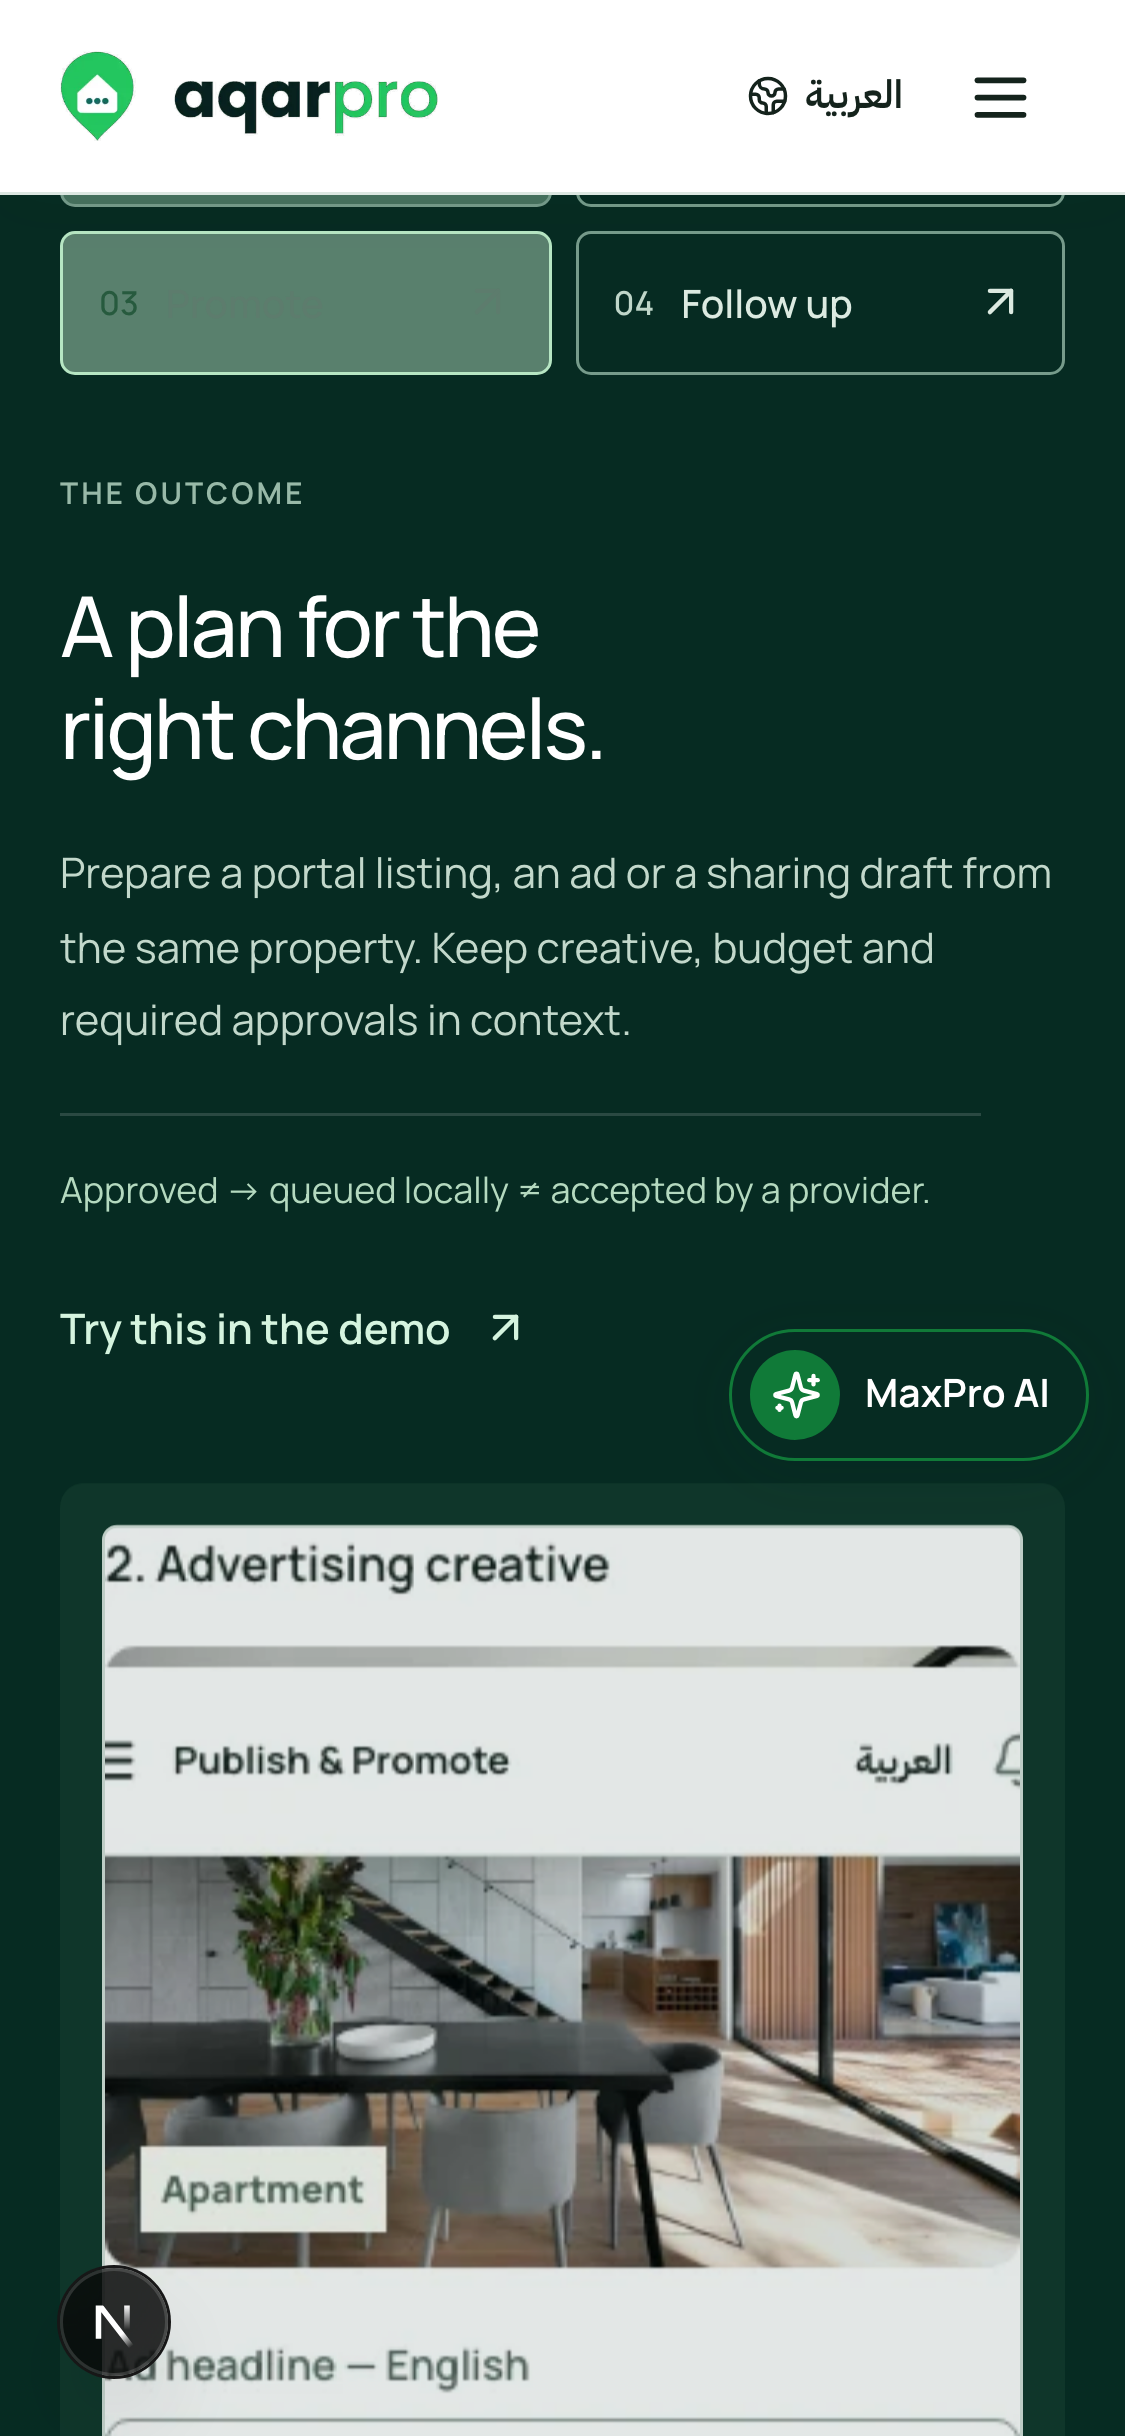 aqarpro
العربية
03 Promote
04 Follow up
THE OUTCOME
A plan for the
right channels.
Prepare a portal listing, an ad or a sharing draft from
the same property. Keep creative, budget and
required approvals in context.
Approved → queued locally ≠ accepted by a provider.
Try this in the demo
MaxPro AI
2. Advertising creative
Publish & Promote
العربية
Apartment
N
Ad headline — English